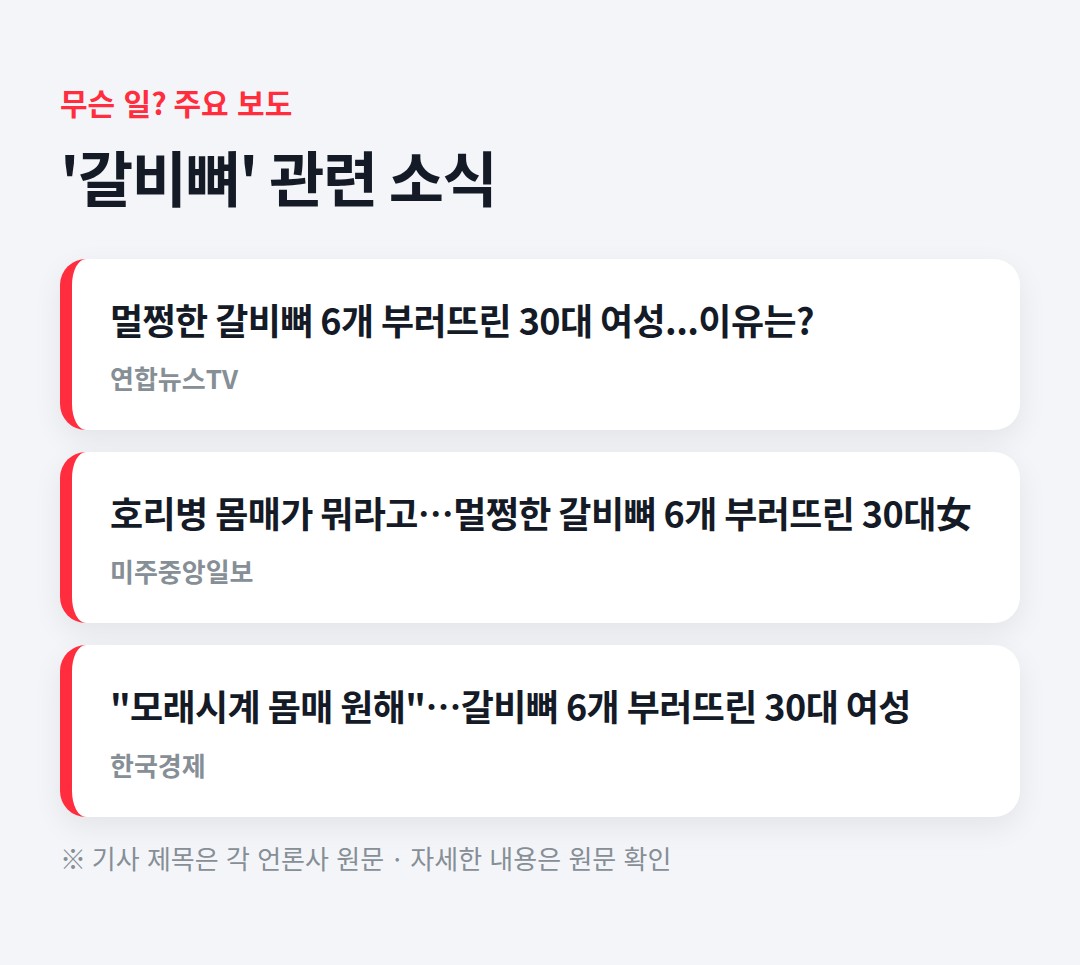 무슨 일? 주요 보도
'갈비뼈' 관련 소식
멀쩡한 갈비뼈 6개 부러뜨린 30대 여성...이유는?
연합뉴스TV
호리병 몸매가 뭐라고…멀쩡한 갈비뼈 6개 부러뜨린 30대女
미주중앙일보
"모래시계 몸매 원해"…갈비뼈 6개 부러뜨린 30대 여성
한국경제
※ 기사 제목은 각 언론사 원문 · 자세한 내용은 원문 확인